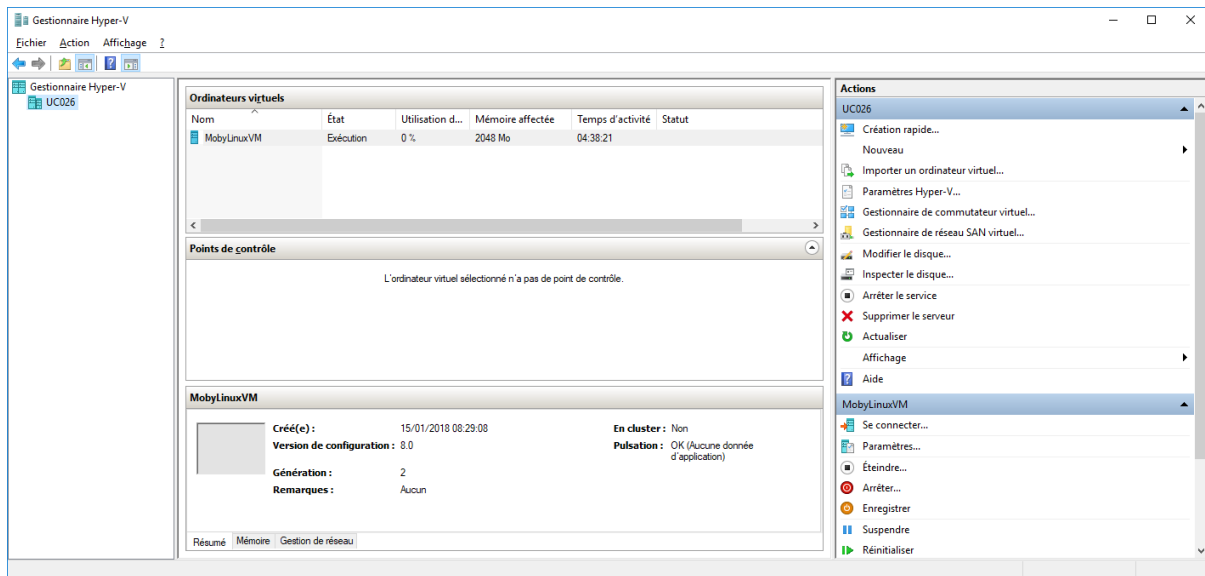 Gestionnaire Hyper-V
Fichier Action Affichage ?
Gestionnaire Hyper-V
UC026
Ordinateurs virtuels
Nom État Utilisation d... Mémoire affectée Temps d'activité Statut
MobyLinuxVM Exécution 0 % 2048 Mo 04:38:21
Points de contrôle
L'ordinateur virtuel sélectionné n'a pas de point de contrôle.
MobyLinuxVM
Créé(e) : 15/01/2018 08:29:08 En cluster : Non
Version de configuration : 8.0 Pulsation : OK (Aucune donnée
d'application)
Génération : 2
Remarques : Aucun
Résumé Mémoire Gestion de réseau
Actions
UC026
Création rapide...
Nouveau
Importer un ordinateur virtuel...
Paramètres Hyper-V...
Gestionnaire de commutateur virtuel...
Gestionnaire de réseau SAN virtuel...
Modifier le disque...
Inspecter le disque...
Arrêter le service
Supprimer le serveur
Actualiser
Affichage
Aide
MobyLinuxVM
Se connecter...
Paramètres...
Éteindre...
Arrêter...
Enregistrer
Suspendre
Réinitialiser